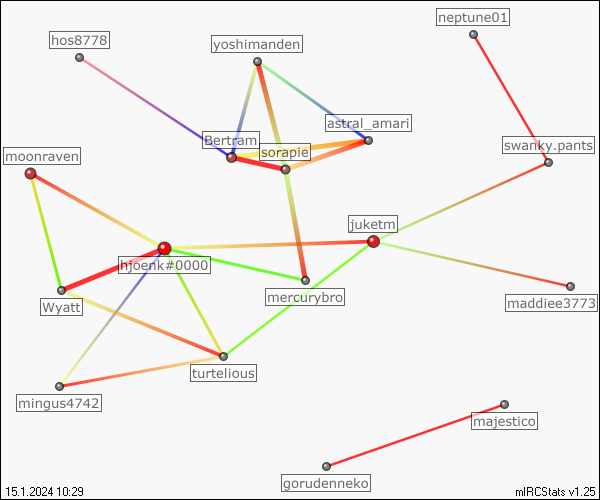 neptune01
hos8778
yoshimanden
astral_amari
Bertram
swanky.pants
sorapie
moonraven
juketm
hjoenk#0000
mercurybro
maddiee3773
Wyatt
turtelious
mingus4742
majestico
gorudenneko
15.1.2024 10:29
mIRCStats v1.25